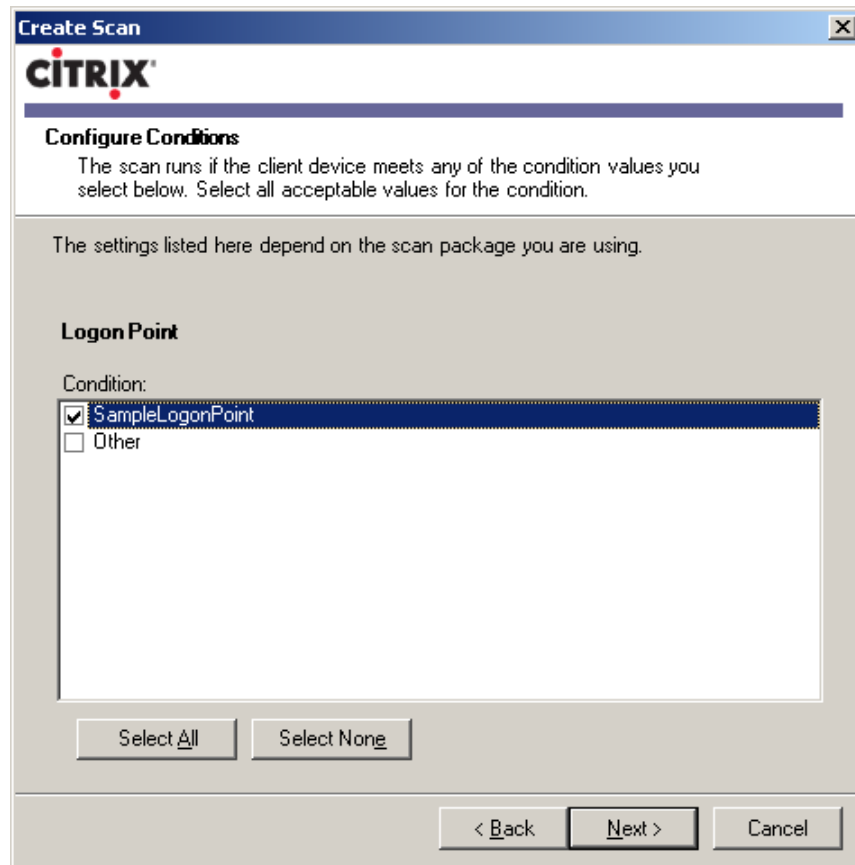 Create Scan
CİTRIX®
Configure Conditions
The scan runs if the client device meets any of the condition values you
select below. Select all acceptable values for the condition.
The settings listed here depend on the scan package you are using.
Logon Point
Condition:
SampleLogonPoint
Other
Select All
Select None
< Back
Next >
Cancel